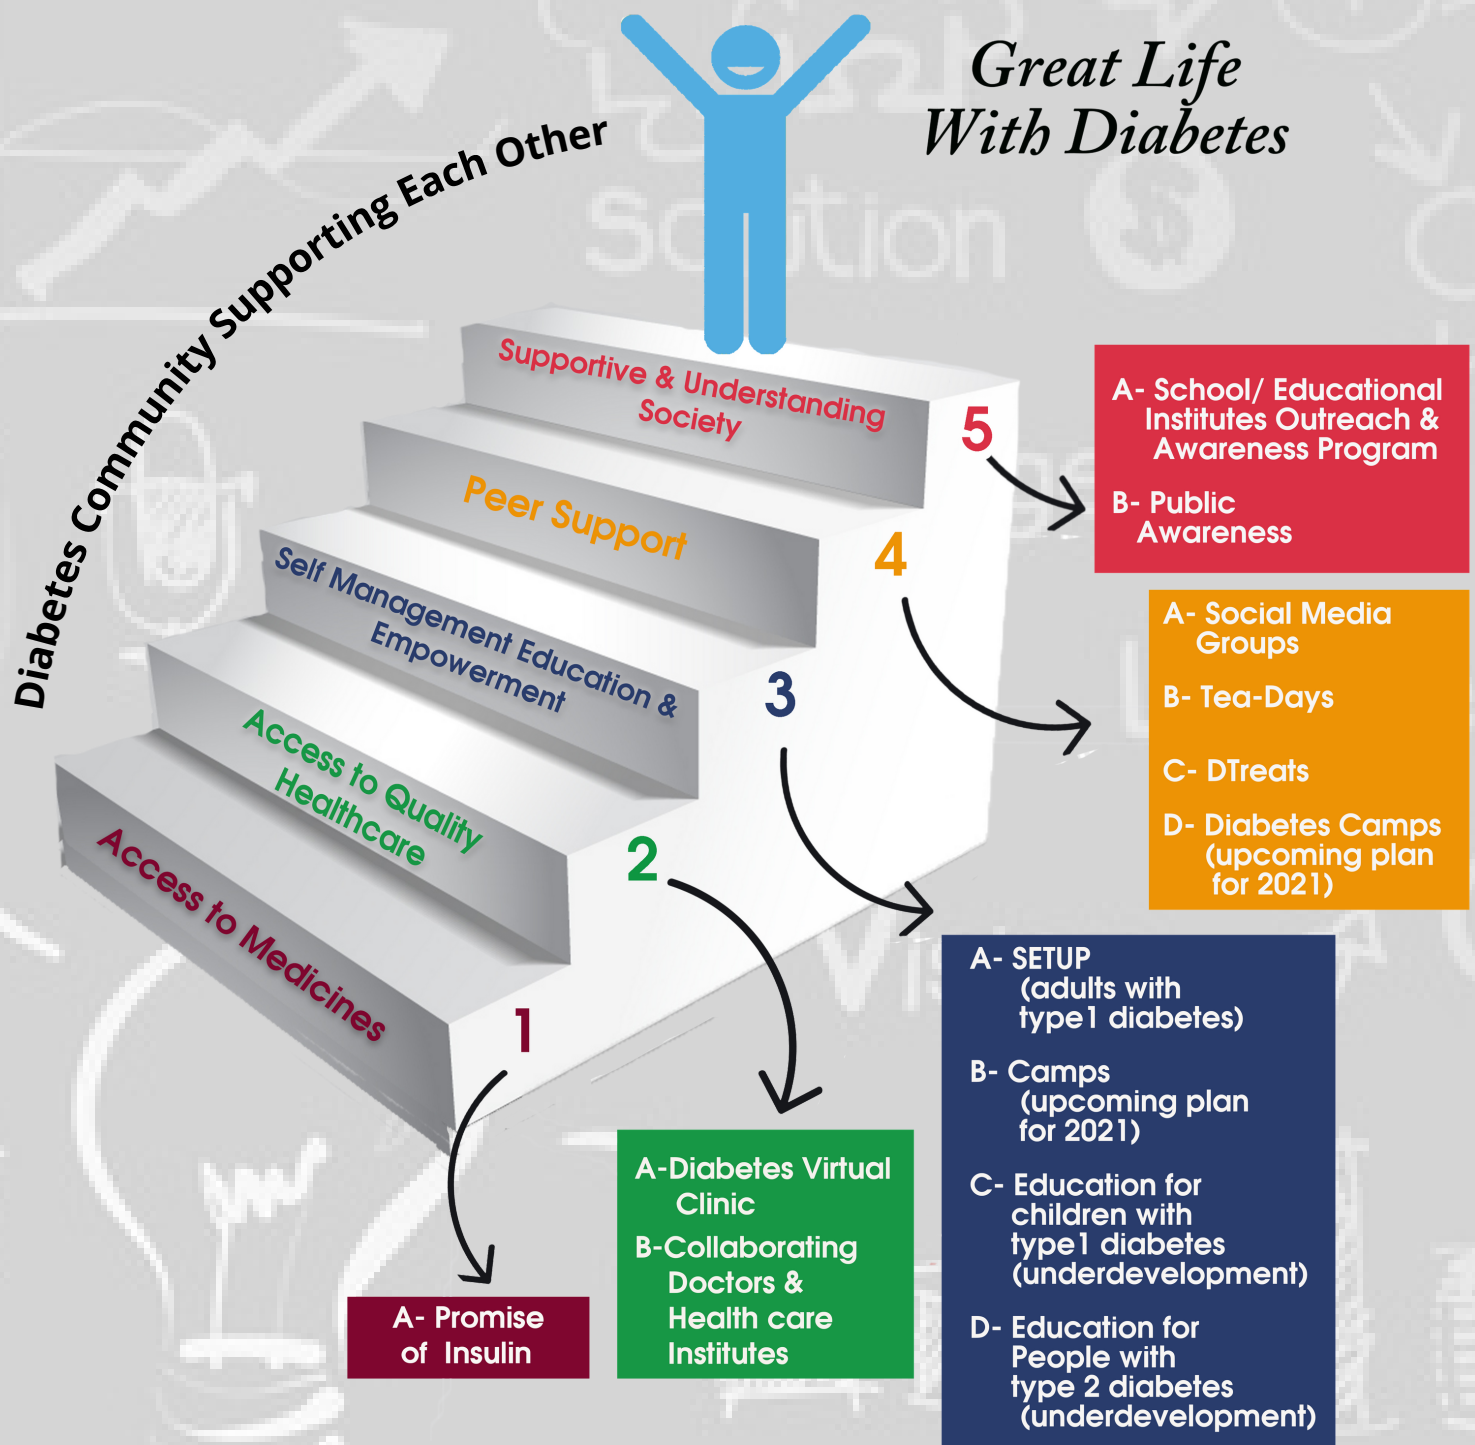 Great Life
With Diabetes
Diabetes Community Supporting Each Other
Supportive & Understanding
Society
5
A- School/ Educational
Institutes Outreach &
Awareness Program
B- Public
Awareness
Peer Support
4
A- Social Media
Groups
B- Tea-Days
C- DTreats
D- Diabetes Camps
(upcoming plan
for 2021)
Self Management Education &
Empowerment
3
A- SETUP
(adults with
type1 diabetes)
B- Camps
(upcoming plan
for 2021)
C- Education for
children with
type1 diabetes
(underdevelopment)
D- Education for
People with
type 2 diabetes
(underdevelopment)
Access to Quality
Healthcare
2
A-Diabetes Virtual
Clinic
B-Collaborating
Doctors &
Health care
Institutes
Access to Medicines
1
A- Promise
of Insulin